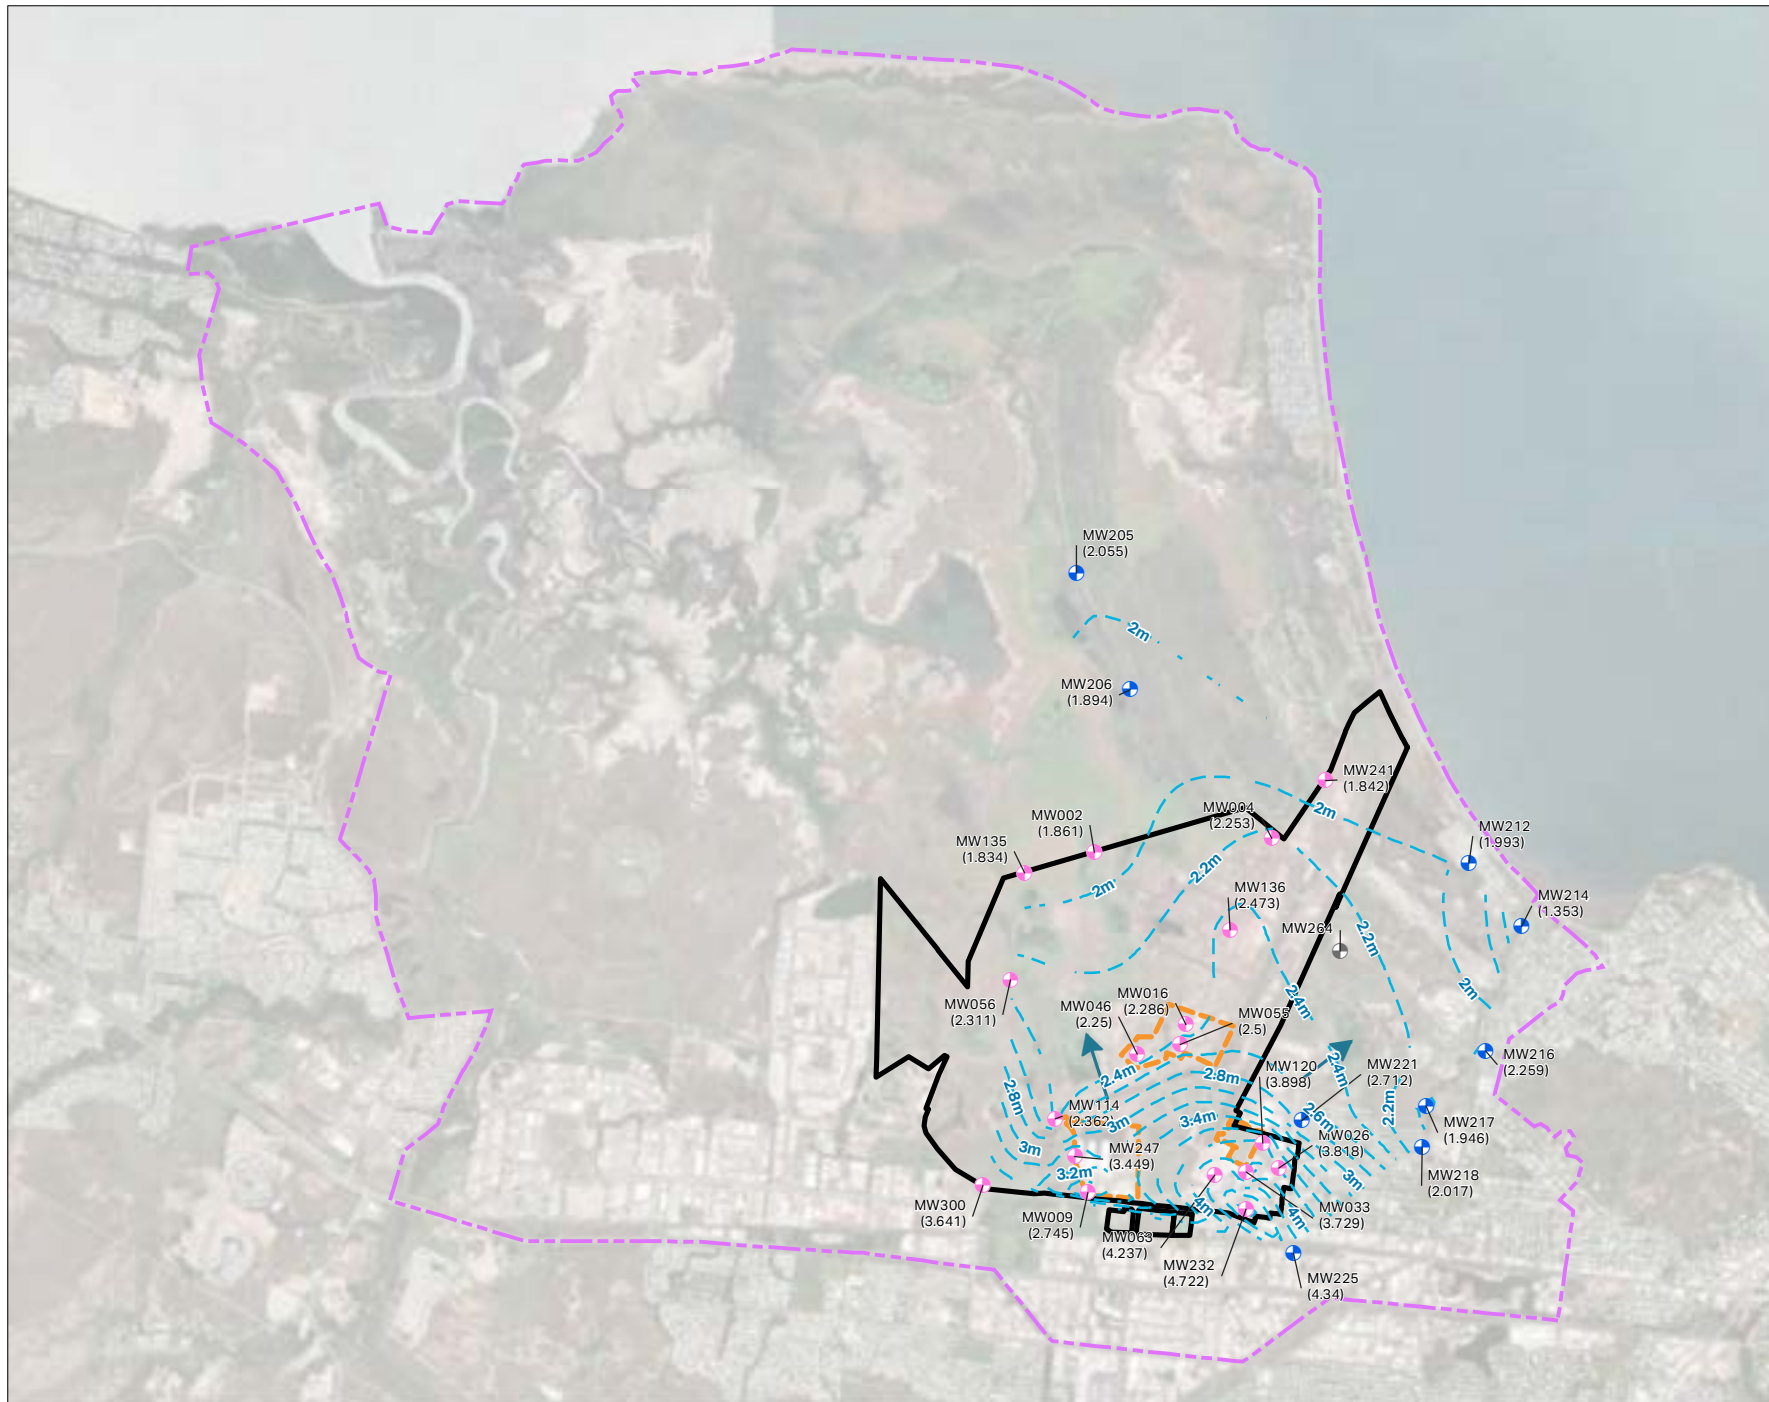 MW205
(2.055)
2m
MW206
(1.894)
MW241
(1.842)
MW004
(2.253)
2m
MW002
(1.861)
MW135
(1.834)
MW212
(1.993)
2.2m
2m
MW136
(2.473)
MW214
(1.353)
MW264
2.2m
MW056
(2.311)
MW046
(2.25)
MW016
(2.286)
2.4m
2m
MW055
(2.5)
MW216
(2.259)
2.4m
2.8m
MW120
(3.898)
2.4m
MW221
(2.712)
2.8m
MW114
(2.362)
3m
3.4m
2.6m
2.2m
MW217
(1.946)
3m
MW247
(3.449)
MW026
(3.818)
3.2m
3m
MW218
(2.017)
MW300
(3.641)
MW009
(2.745)
4m
4m
MW033
(3.729)
MW063
(4.237)
MW232
(4.722)
MW225
(4.34)